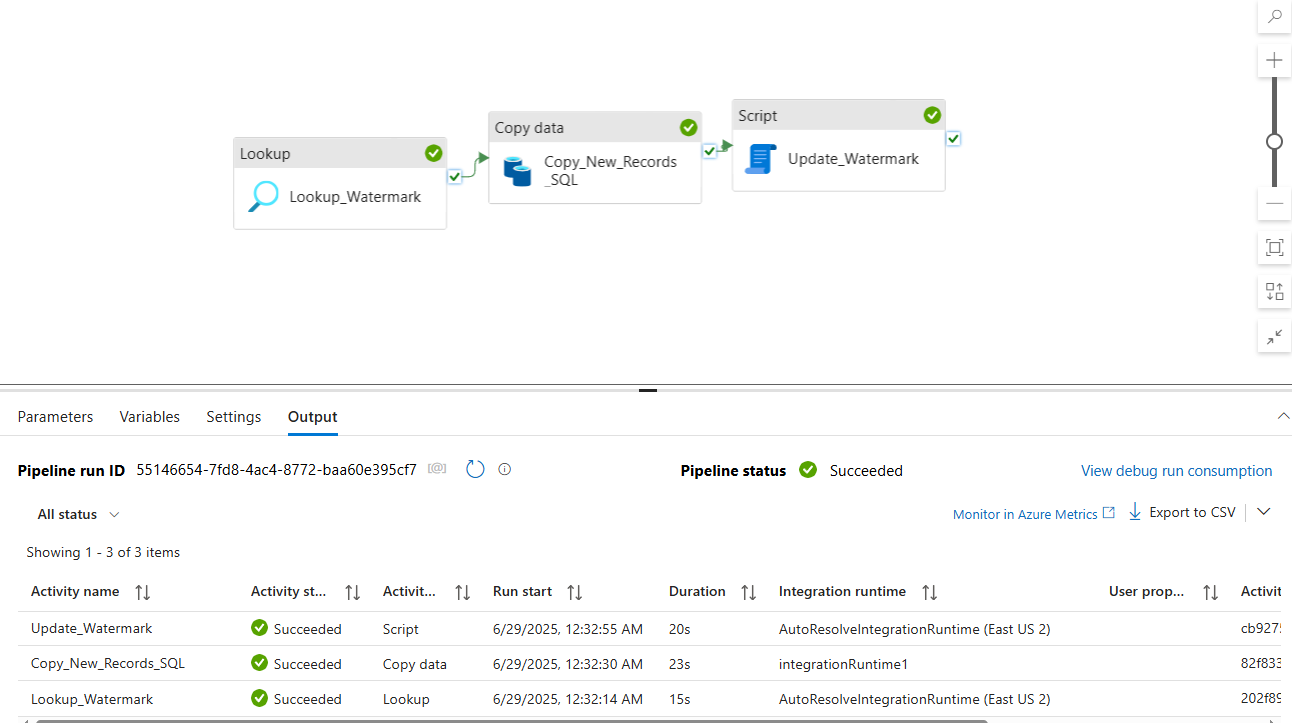 Lookup
Lookup_Watermark
Copy data
Copy_New_Records
_SQL
Script
Update_Watermark
Parameters Variables Settings Output
Pipeline run ID 55146654-7fd8-4ac4-8772-baa60e395cf7 [@] Pipeline status Succeeded View debug run consumption
All status Monitor in Azure Metrics Export to CSV
Showing 1 - 3 of 3 items
Activity name Activity st... Activit... Run start Duration Integration runtime User prop... Activit
Update_Watermark Succeeded Script 6/29/2025, 12:32:55 AM 20s AutoResolveIntegrationRuntime (East US 2) cb9275
Copy_New_Records_SQL Succeeded Copy data 6/29/2025, 12:32:30 AM 23s integrationRuntime1 82f833
Lookup_Watermark Succeeded Lookup 6/29/2025, 12:32:14 AM 15s AutoResolveIntegrationRuntime (East US 2) 202f89